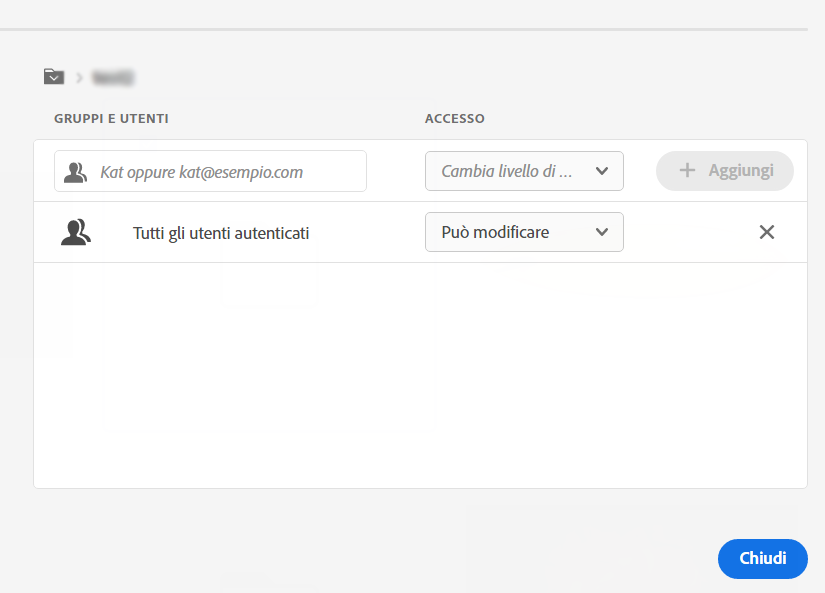 GRUPPI E UTENTI ACCESSO
Kat oppure kat@esempio.com Cambia livello di ... Aggiungi
Tutti gli utenti autenticati Può modificare
Chiudi